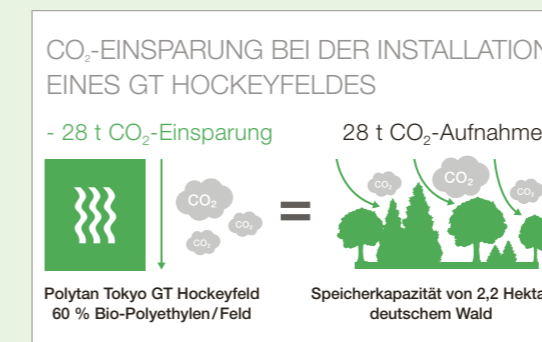 CO₂-EINSPARUNG BEI DER INSTALLATION
EINES GT HOCKEYFELDES
- 28 t CO₂-Einsparung
28 t CO₂-Aufnahme
CO₂
CO₂
CO₂
=
CO₂
CO₂
CO₂
Polytan Tokyo GT Hockeyfeld
60 % Bio-Polyethylen/Feld
Speicherkapazität von 2,2 Hekta
deutschem Wald